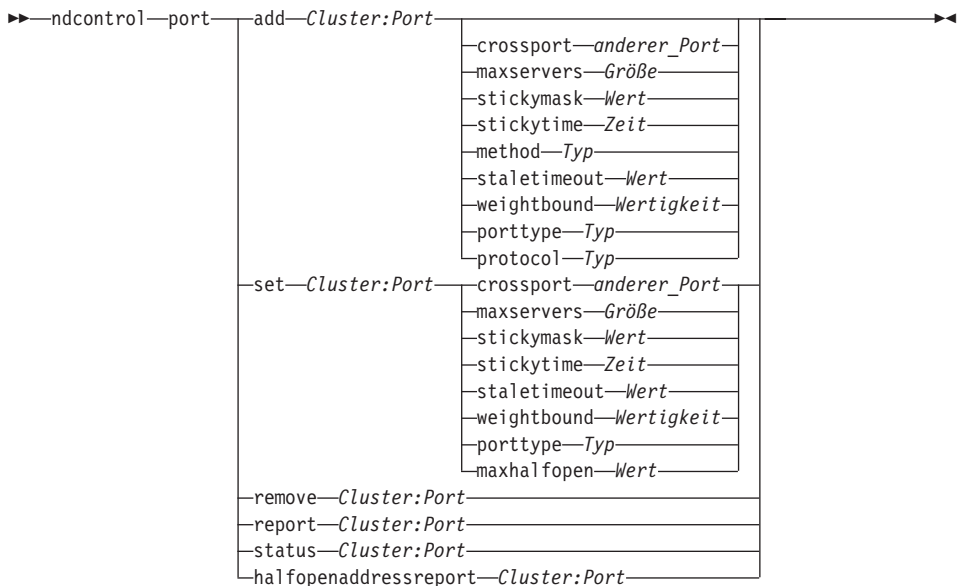 ndcontrol port add Cluster:Port
crossport anderer_Port
maxservers Größe
stickymask Wert
stickytime Zeit
method Typ
staletimeout Wert
weightbound Wertigkeit
porttype Typ
protocol Typ
set Cluster:Port crossport anderer_Port
maxservers Größe
stickymask Wert
stickytime Zeit
staletimeout Wert
weightbound Wertigkeit
porttype Typ
maxhalfopen Wert
remove Cluster:Port
report Cluster:Port
status Cluster:Port
halfopenaddressreport Cluster:Port